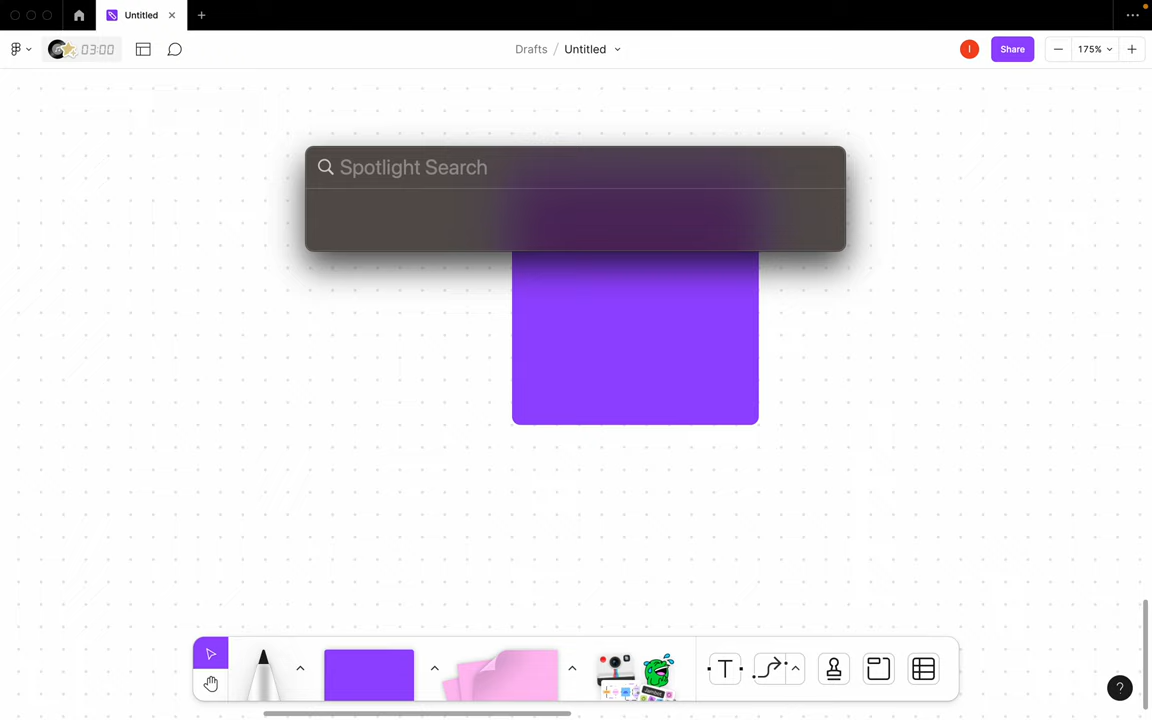 Untitled
03:00
Drafts / Untitled
I
Share
175%
Spotlight Search
T
?